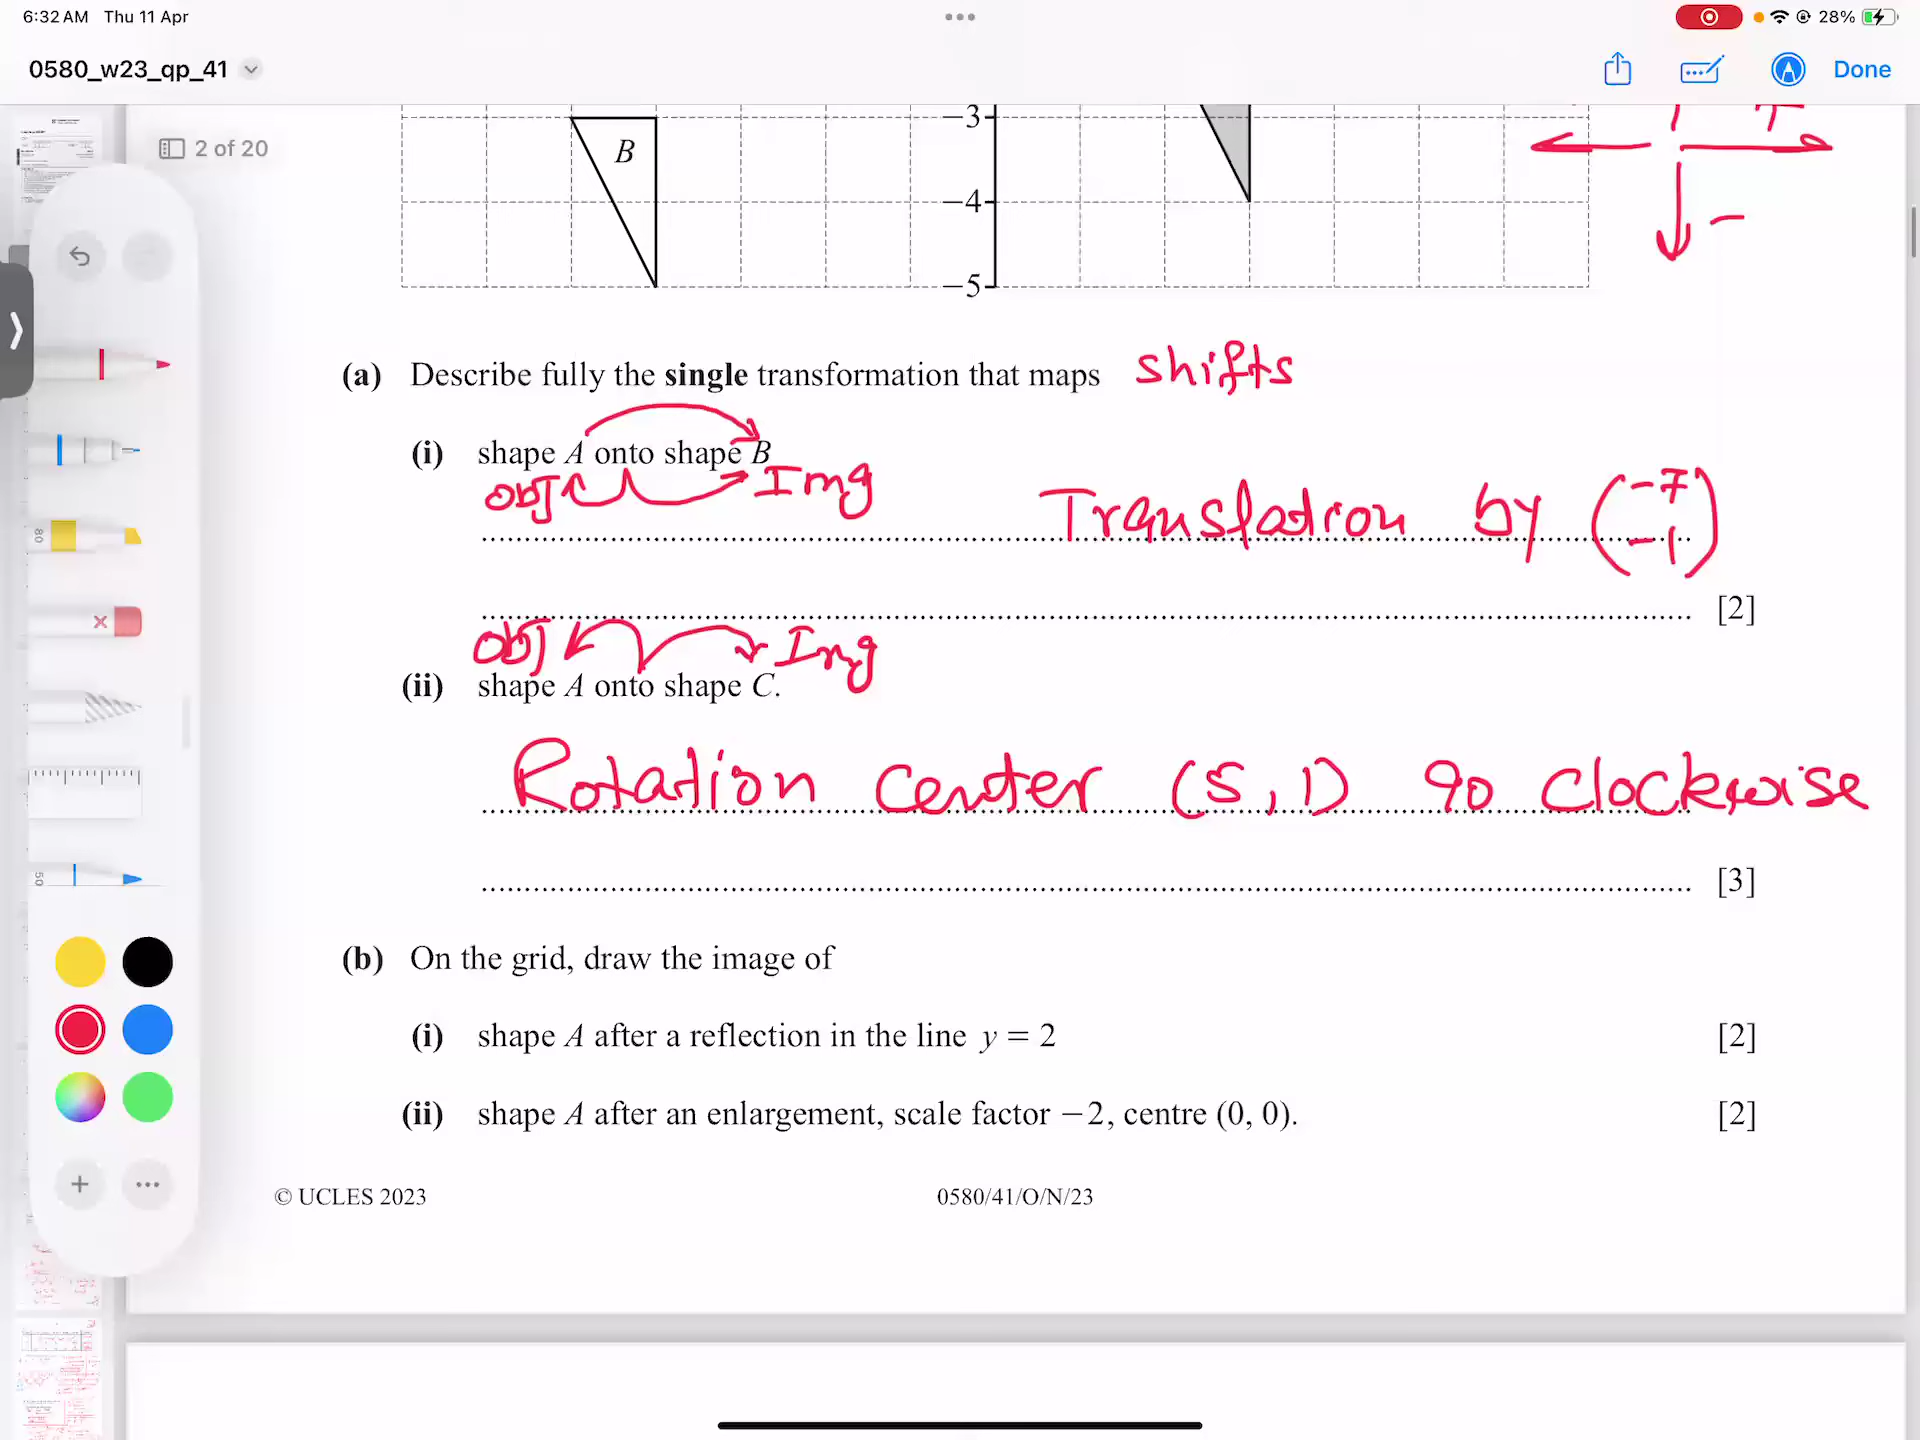 6:32 AM Thu 11 Apr
28%
0580_w23_qp_41
Done
2 of 20
B
−3
−4
−5
(a) Describe fully the single transformation that maps shifts
(i) shape A onto shape B
obj Img
Translation by (-7 -1)
[2]
obj Img
(ii) shape A onto shape C.
Rotation center (5, 1) 90 clockwise
[3]
(b) On the grid, draw the image of
(i) shape A after a reflection in the line y = 2 [2]
(ii) shape A after an enlargement, scale factor −2, centre (0, 0). [2]
© UCLES 2023 0580/41/O/N/23
80
50